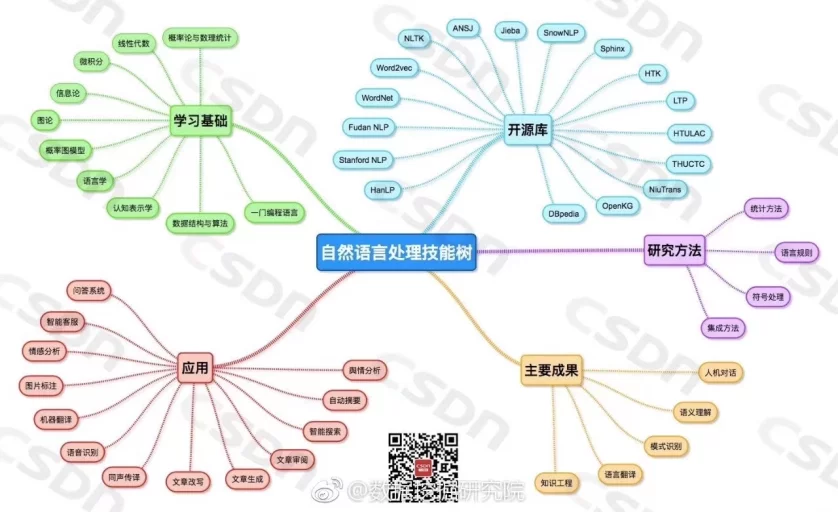 自然语言处理技能树
学习基础
概率论与数理统计
线性代数
微积分
信息论
图论
概率图模型
语言学
认知表示学
数据结构与算法
一门编程语言
开源库
ANSJ
Jieba
SnowNLP
Sphinx
HTK
LTP
HTULAC
THUCTC
NiuTrans
OpenKG
DBpedia
HanLP
Stanford NLP
Fudan NLP
WordNet
Word2vec
NLTK
研究方法
统计方法
语言规则
符号处理
集成方法
主要成果
人机对话
语义理解
模式识别
语言翻译
知识工程
应用
问答系统
智能客服
情感分析
图片标注
机器翻译
语音识别
同声传译
文章改写
文章生成
文章审阅
智能搜索
自动摘要
舆情分析
CSDN
CSDN
CSDN
CSDN
CSDN
CSDN
CSDN
@数据挖掘研究院